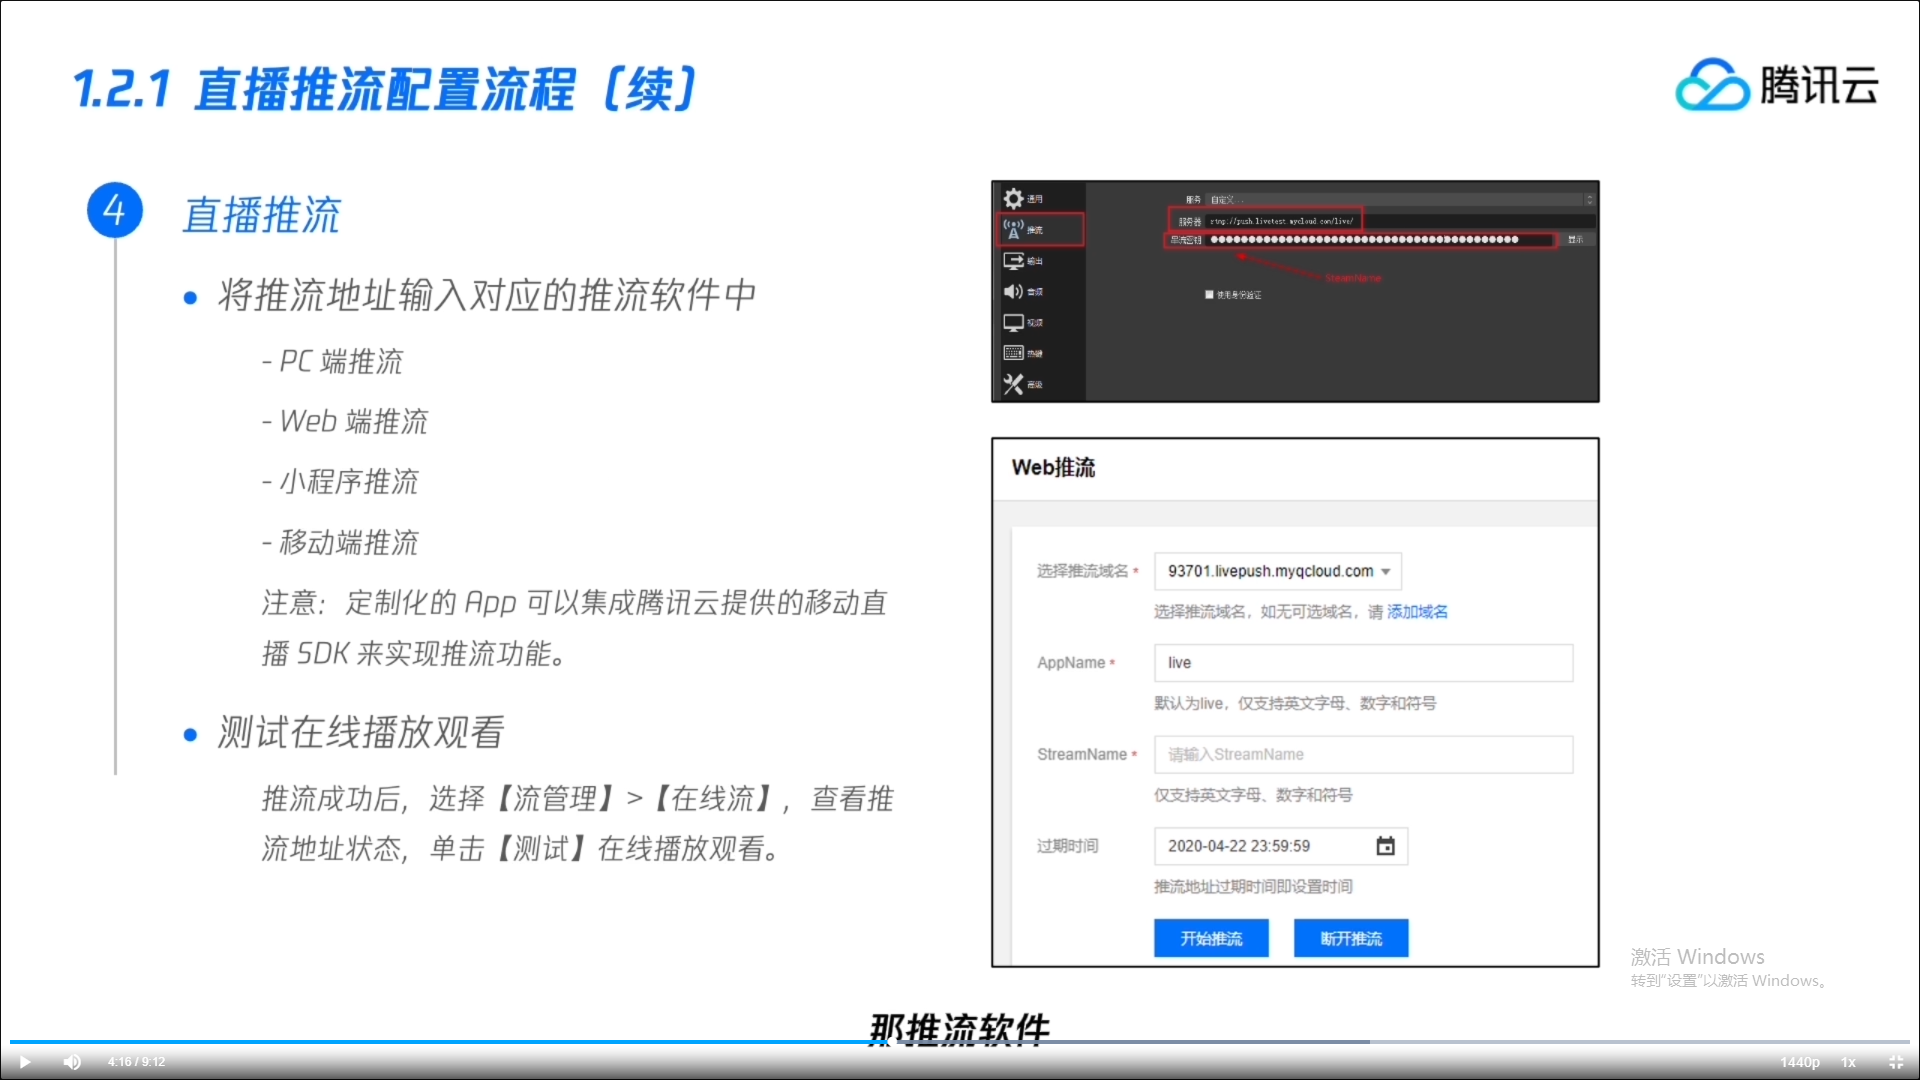 1.2.1 直播推流配置流程（续）
腾讯云
4
直播推流
• 将推流地址输入对应的推流软件中
- PC 端推流
- Web 端推流
- 小程序推流
- 移动端推流
注意：定制化的 App 可以集成腾讯云提供的移动直
播 SDK 来实现推流功能。
• 测试在线播放观看
推流成功后，选择【流管理】>【在线流】，查看推
流地址状态，单击【测试】在线播放观看。
通用
推流
输出
音频
视频
热键
高级
服务 自定义...
服务器
显示
使用身份验证
Web推流
选择推流域名 * 93701.livepush.myqcloud.com
选择推流域名，如无可选域名，请 添加域名
AppName * live
默认为live，仅支持英文字母、数字和符号
StreamName * 请输入StreamName
仅支持英文字母、数字和符号
过期时间 2020-04-22 23:59:59
推流地址过期时间即设置时间
开始推流 断开推流
激活 Windows
转到“设置”以激活 Windows。
那推流软件
4:16 / 9:12
1440p 1x